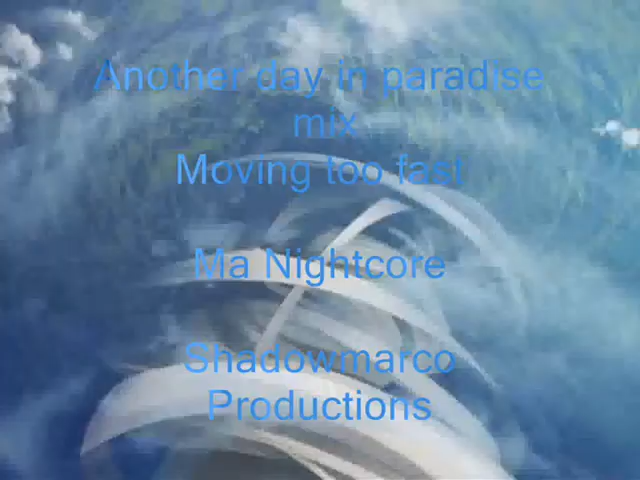 Another day in paradise
mix
Moving too fast
Ma Nightcore
Shadowmarco
Productions